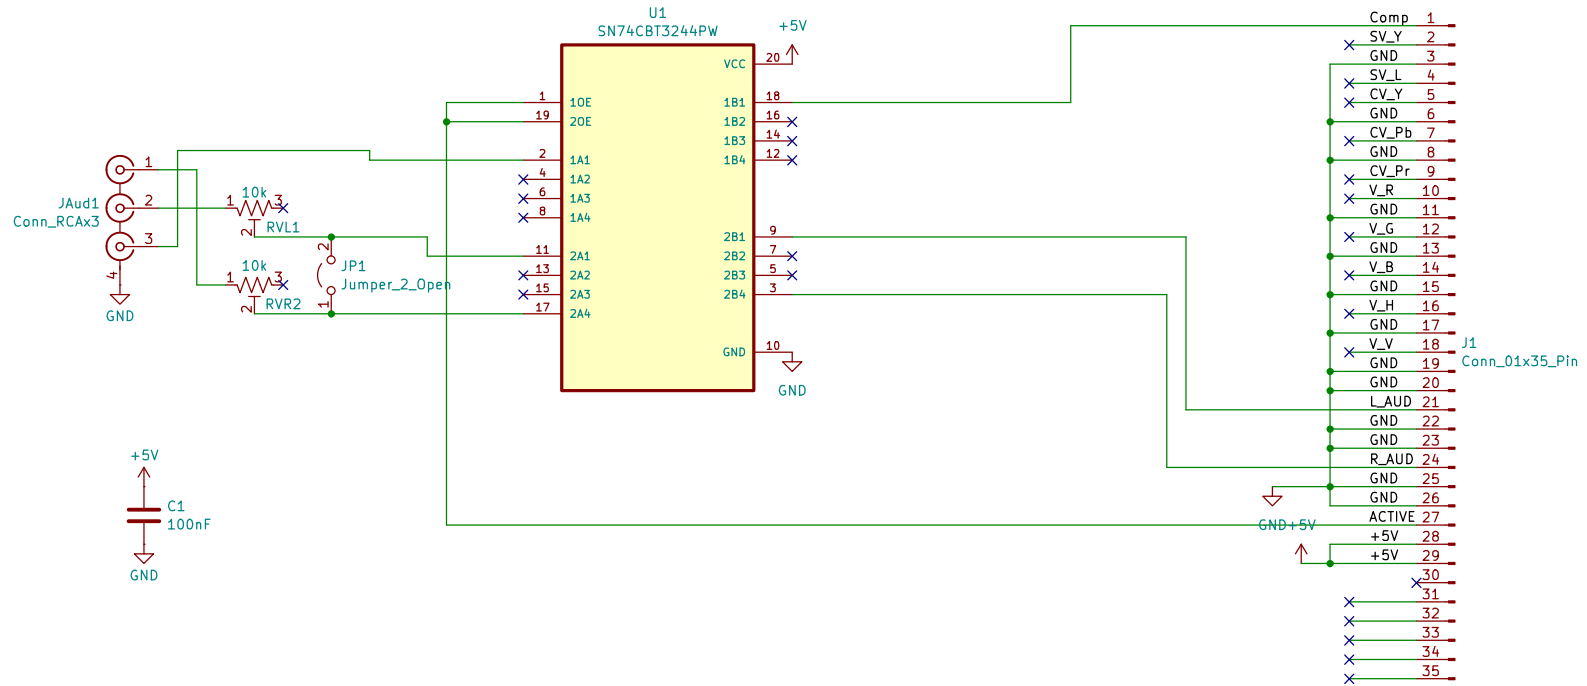 U1
SN74CBT3244PW
+5V
VCC 20
1 1OE
19 2OE
2 1A1
4 1A2
6 1A3
8 1A4
11 2A1
13 2A2
15 2A3
17 2A4
1B1 18
1B2 16
1B3 14
1B4 12
2B1 9
2B2 7
2B3 5
2B4 3
GND 10
GND
JAud1
Conn_RCAx3
1
2
3
4
GND
10k
1 3
2 RVL1
10k
1 3
2 RVR2
2
JP1
Jumper_2_Open
1
+5V
C1
100nF
GND
Comp 1
SV_Y 2
GND 3
SV_L 4
CV_Y 5
GND 6
CV_Pb 7
GND 8
CV_Pr 9
V_R 10
GND 11
V_G 12
GND 13
V_B 14
GND 15
V_H 16
GND 17
V_V 18
GND 19
GND 20
L_AUD 21
GND 22
GND 23
R_AUD 24
GND 25
GND 26
ACTIVE 27
+5V 28
+5V 29
30
31
32
33
34
35
J1
Conn_01x35_Pin
GND
+5V